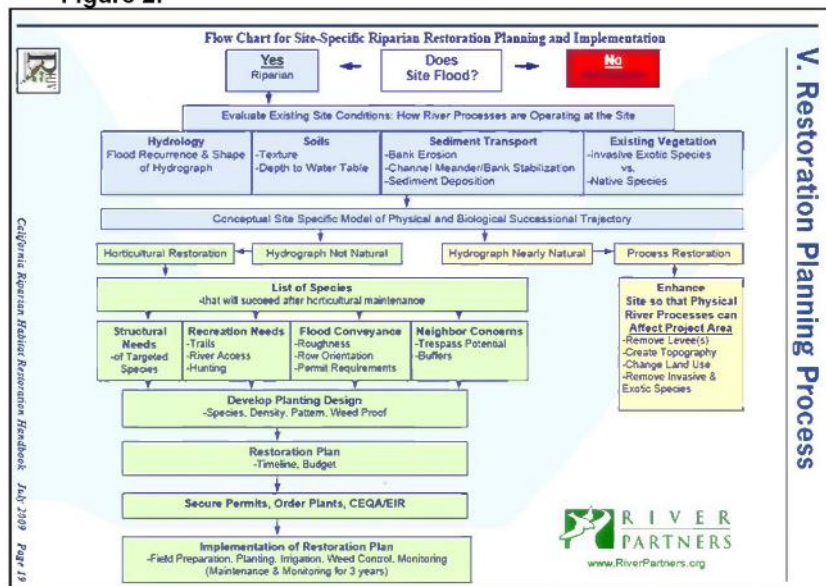 Figure 2.
Flow Chart for Site-Specific Riparian Restoration Planning and Implementation
Yes
Riparian
Does
Site Flood?
No
Evaluate Existing Site Conditions: How River Processes are Operating at the Site
Hydrology
Flood Recurrence & Shape
of Hydrograph
Soils
-Texture
-Depth to Water Table
Sediment Transport
-Bank Erosion
-Channel Meander/Bank Stabilization
-Sediment Deposition
Existing Vegetation
-Invasive Exotic Species
vs.
-Native Species
Conceptual Site Specific Model of Physical and Biological Successional Trajectory
Horticultural Restoration
Hydrograph Not Natural
Hydrograph Nearly Natural
Process Restoration
List of Species
-that will succeed after horticultural maintenance
Structural
Needs
-of Targeted
Species
Recreation Needs
-Trails
-River Access
-Hunting
Flood Conveyance
-Roughness
-Row Orientation
-Permit Requirements
Neighbor Concerns
-Trespass Potential
-Buffers
Enhance
Site so that Physical
River Processes can
Affect Project Area
-Remove Levee(s)
-Create Topography
-Change Land Use
-Remove Invasive &
Exotic Species
Develop Planting Design
-Species, Density, Pattern, Weed Proof
Restoration Plan
-Timeline, Budget
Secure Permits, Order Plants, CEQA/EIR
Implementation of Restoration Plan
-Field Preparation, Planting, Irrigation, Weed Control, Monitoring
(Maintenance & Monitoring for 3 years)
RIVER
PARTNERS
www.RiverPartners.org
V. Restoration Planning Process
California Riparian Habitat Restoration Handbook July 2009 Page 19